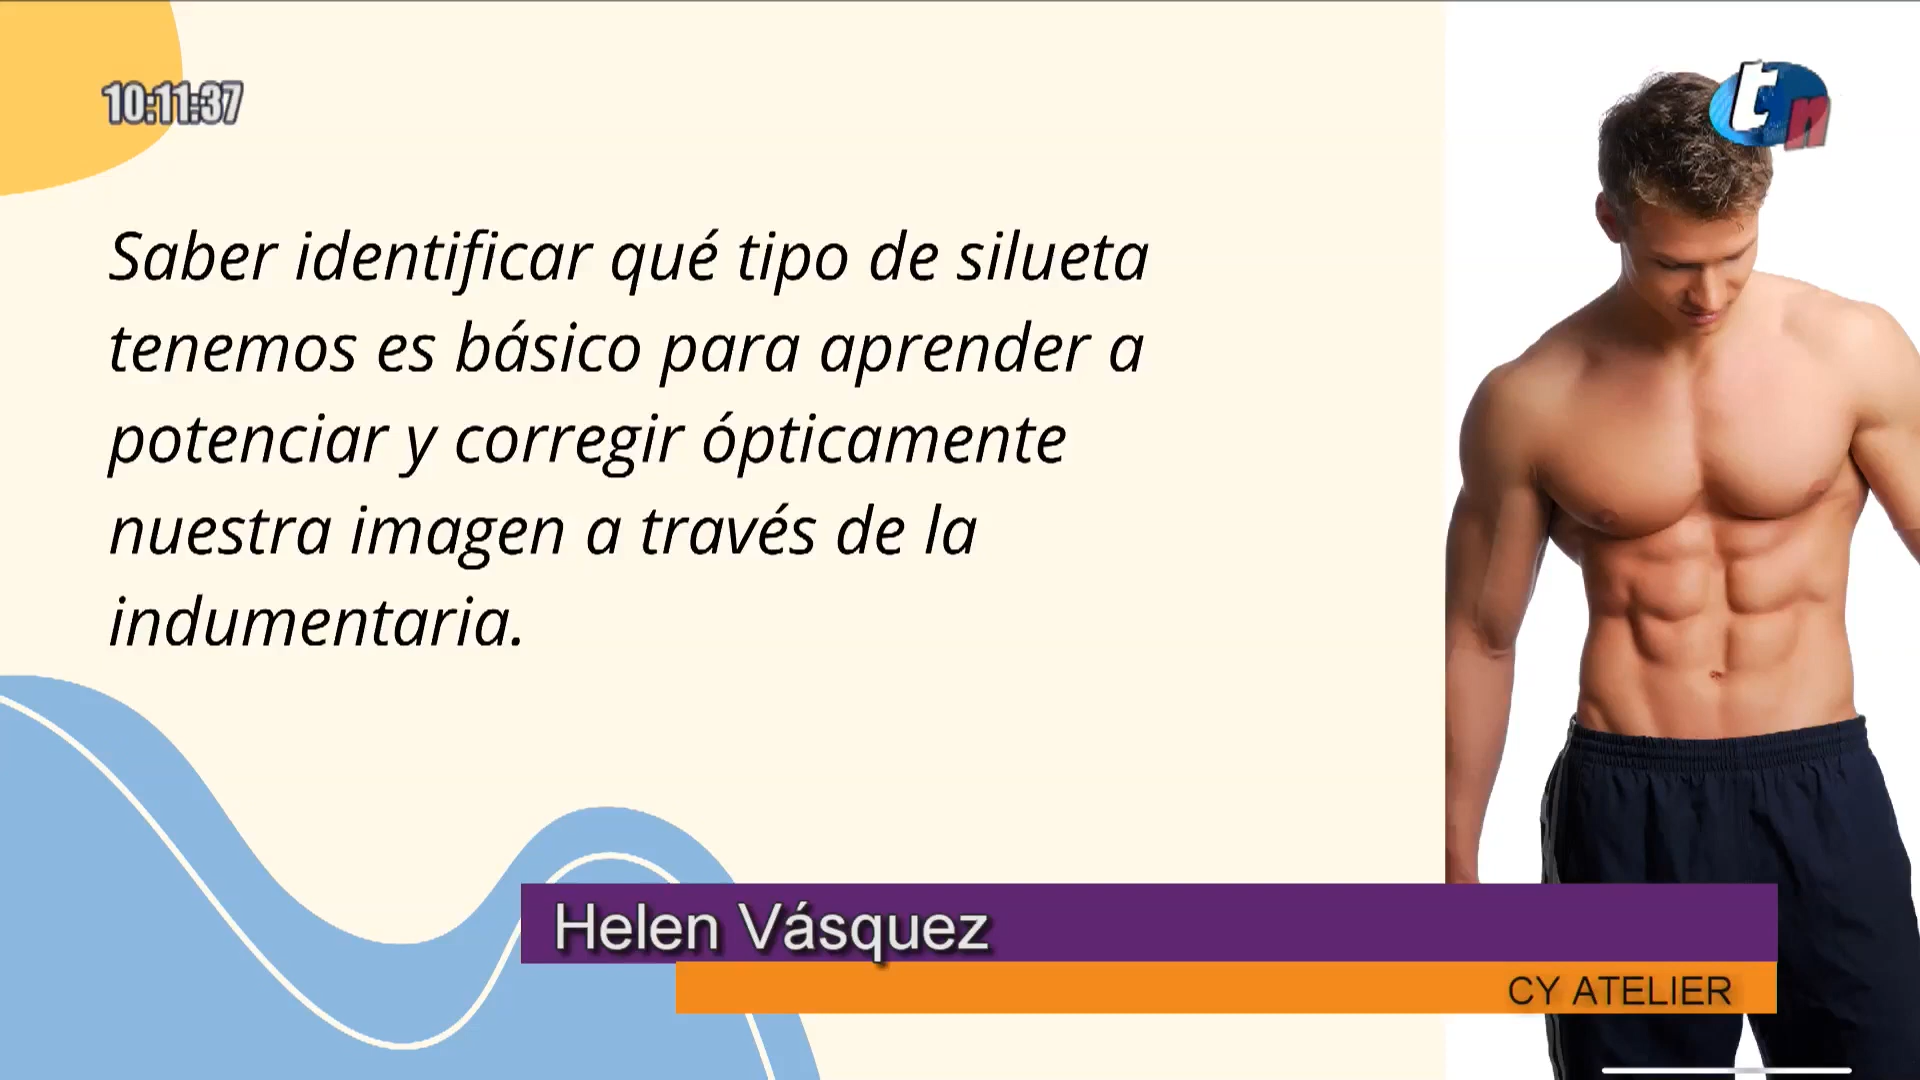 10:11:37
tn
Saber identificar qué tipo de silueta
tenemos es básico para aprender a
potenciar y corregir ópticamente
nuestra imagen a través de la
indumentaria.
Helen Vásquez
CY ATELIER